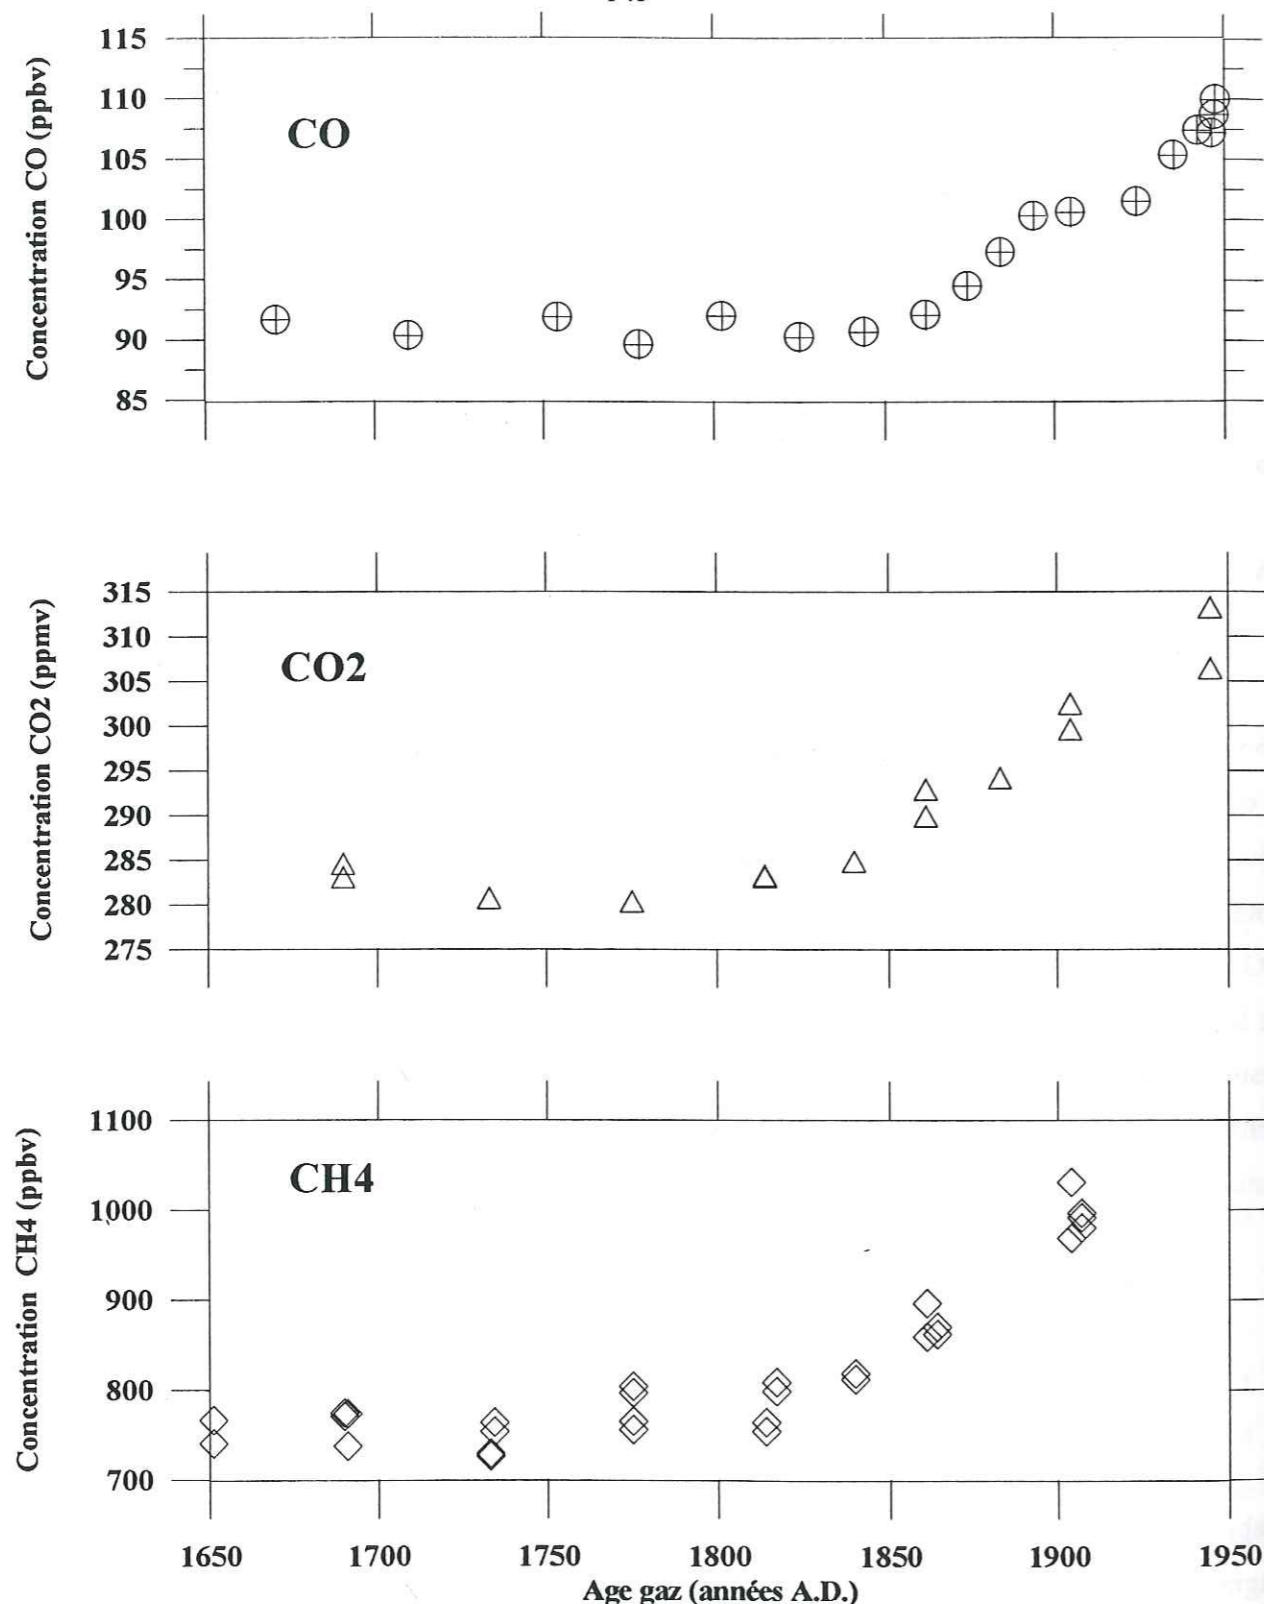 115
110
105
100
95
90
85
Concentration CO (ppbv)
CO
315
310
305
300
295
290
285
280
275
Concentration CO2 (ppmv)
CO2
1100
1000
900
800
700
Concentration CH4 (ppbv)
CH4
1650 1700 1750 1800 1850 1900 1950
Age gaz (années A.D.)